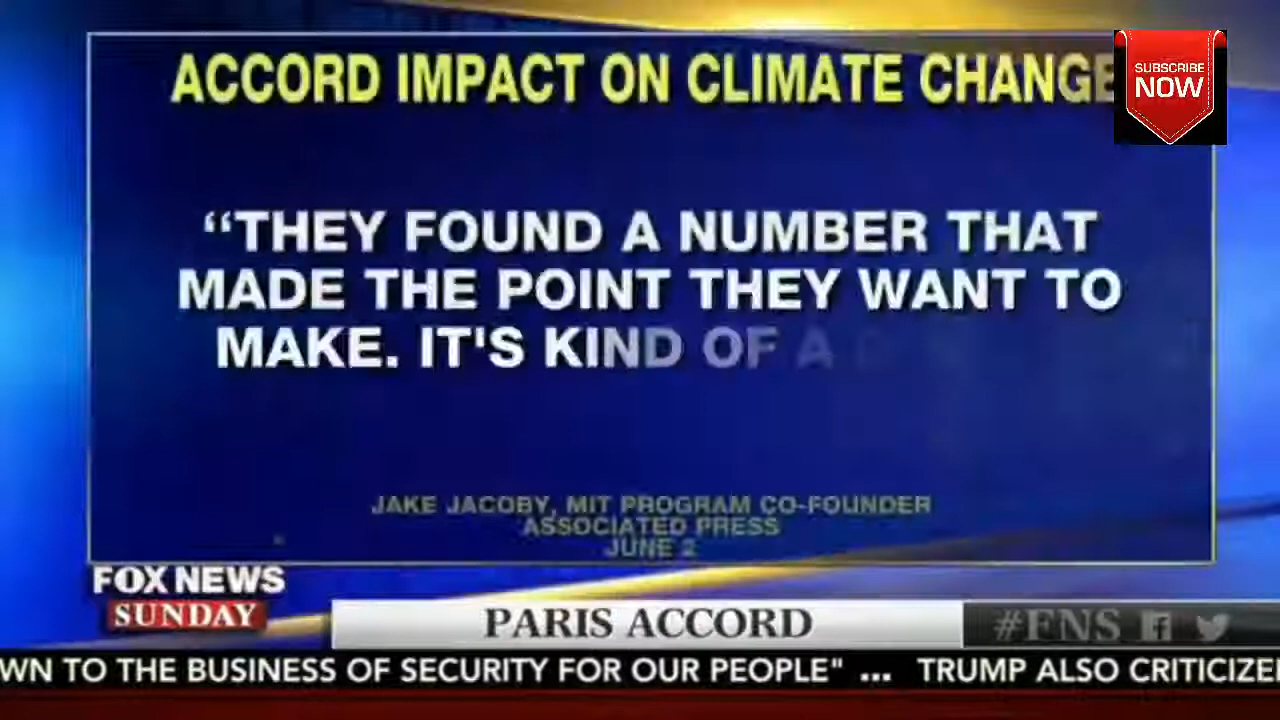 ACCORD IMPACT ON CLIMATE CHANGE
SUBSCRIBE
NOW
“THEY FOUND A NUMBER THAT
MADE THE POINT THEY WANT TO
MAKE. IT'S KIND OF A
JAKE JACOBY, MIT PROGRAM CO-FOUNDER
ASSOCIATED PRESS
JUNE 2
FOX NEWS
SUNDAY
PARIS ACCORD
#FNS
WN TO THE BUSINESS OF SECURITY FOR OUR PEOPLE" ... TRUMP ALSO CRITICIZE